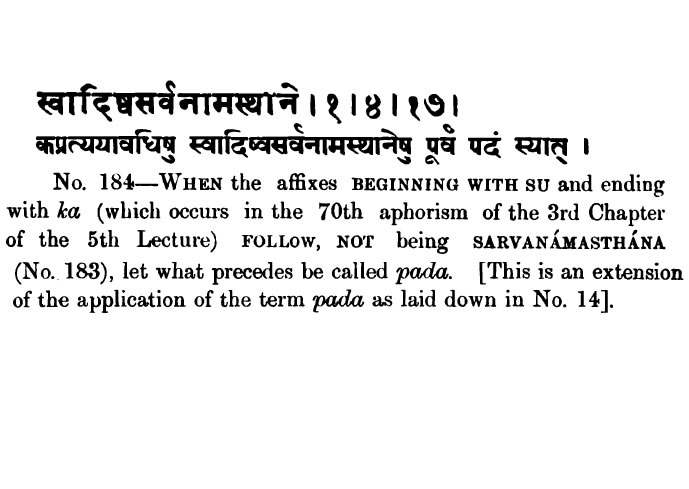 स्वादिष्वसर्वनामस्थाने । १ । ४ । १७ ।
कप्रत्ययावधिषु स्वादिष्वसर्वनामस्थानेषु पूर्वं पदं स्यात् ।
No. 184—WHEN the affixes BEGINNING WITH SU and ending
with ka (which occurs in the 70th aphorism of the 3rd Chapter
of the 5th Lecture) FOLLOW, NOT being SARVANÁMASTHÁNA
(No. 183), let what precedes be called pada. [This is an extension
of the application of the term pada as laid down in No. 14].